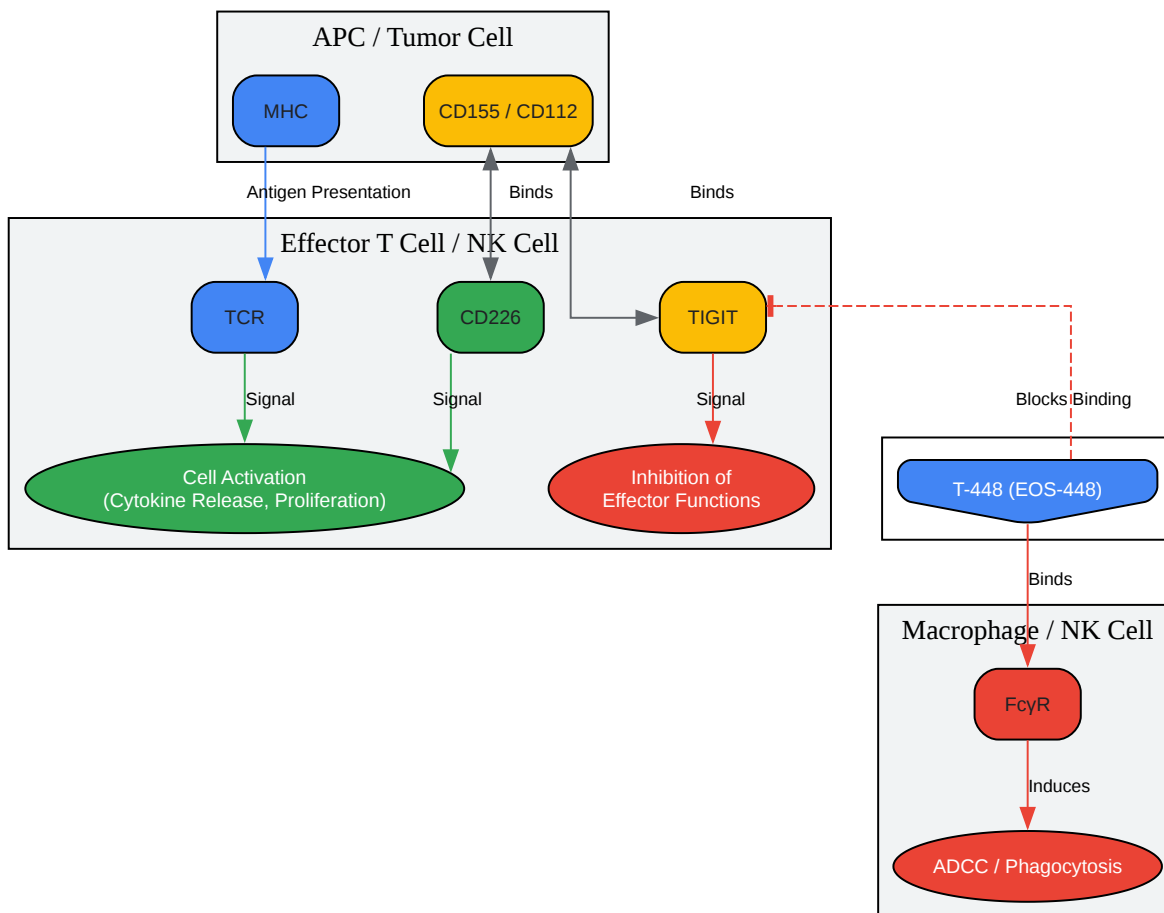 APC / Tumor Cell
MHC
CD155 / CD112
Antigen Presentation
Binds
Binds
Effector T Cell / NK Cell
TCR
CD226
TIGIT
Signal
Signal
Signal
Blocks Binding
Cell Activation
(Cytokine Release, Proliferation)
Inhibition of
Effector Functions
T-448 (EOS-448)
Binds
Macrophage / NK Cell
FcγR
Induces
ADCC / Phagocytosis